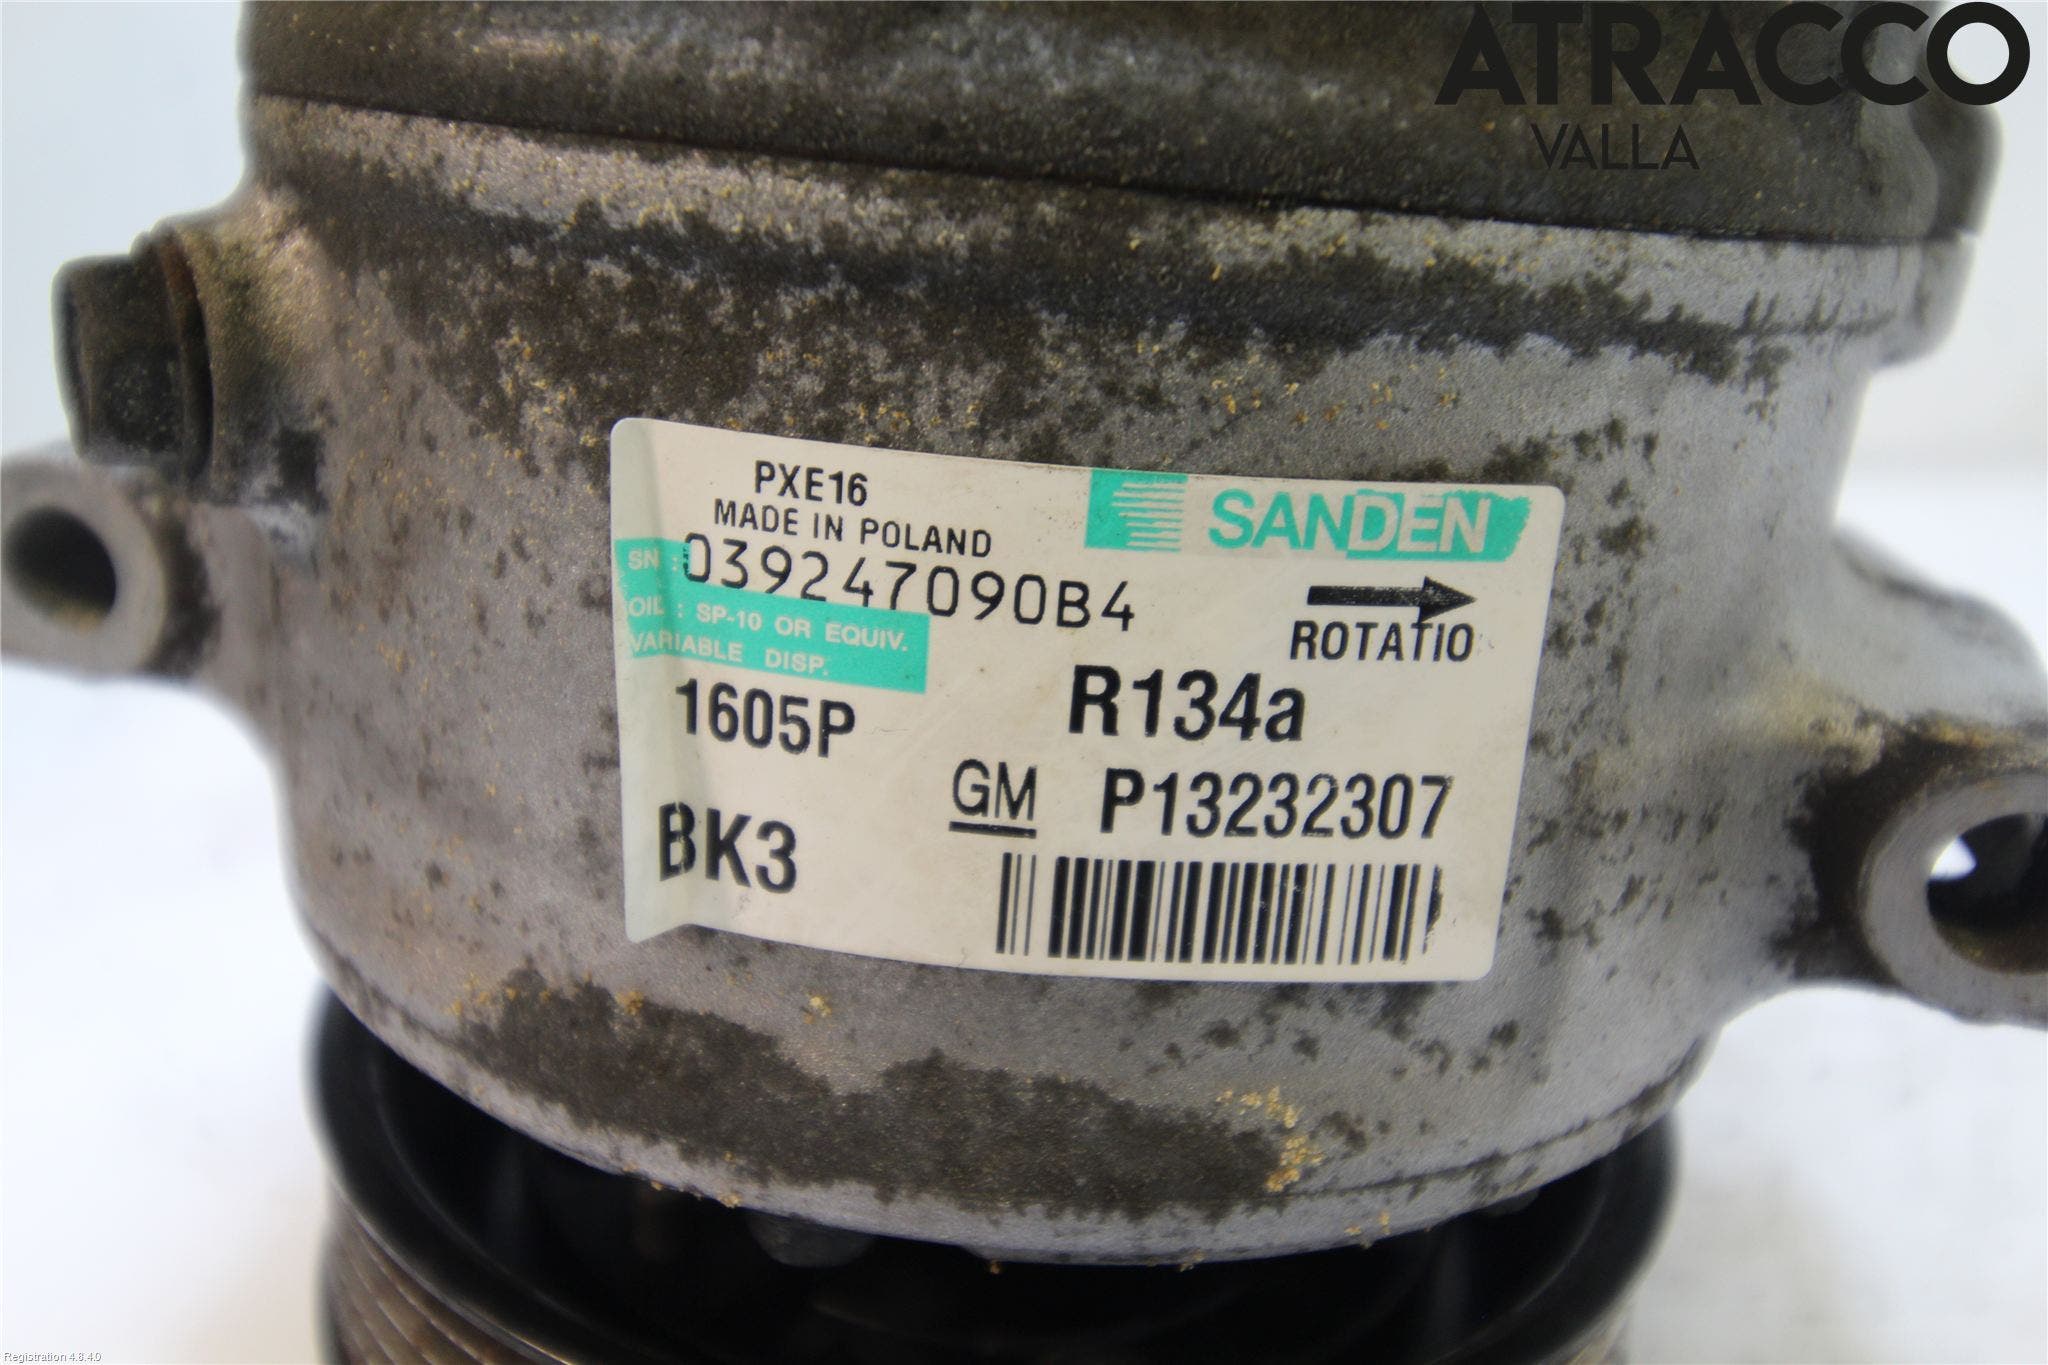 ATRACCO
VALLA
PXE16
MADE IN POLAND
SANDEN
SN : 039247090B4
OIL : SP-10 OR EQUIV.
VARIABLE DISP.
ROTATIO
1605P
R134a
GM P13232307
BK3
Registration 4.8.4.0